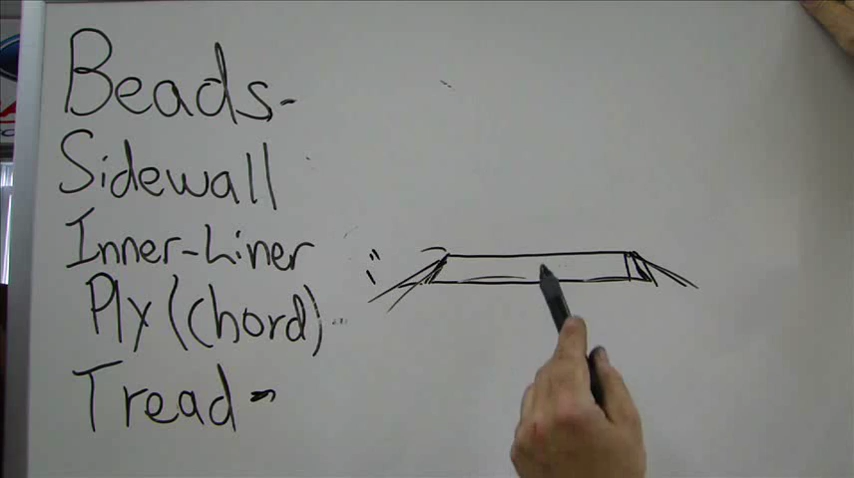 Beads-
Sidewall
Inner-Liner
Ply (chord)
Tread -